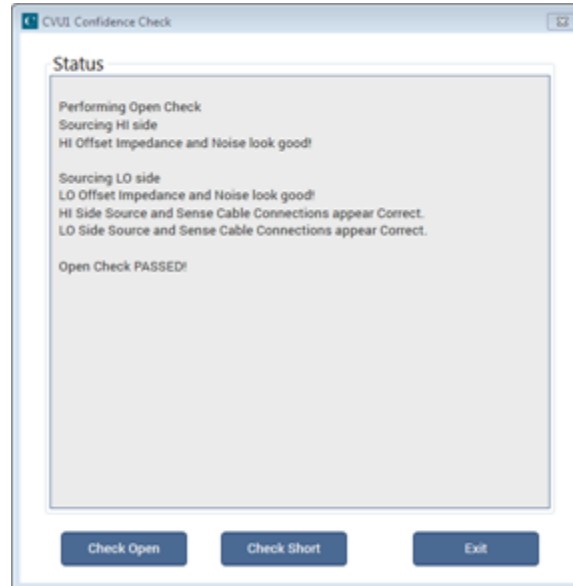 CVU1 Confidence Check
Status
Performing Open Check
Sourcing HI side
HI Offset Impedance and Noise look good!
Sourcing LO side
LO Offset Impedance and Noise look good!
HI Side Source and Sense Cable Connections appear Correct.
LO Side Source and Sense Cable Connections appear Correct.
Open Check PASSED!
Check Open
Check Short
Exit